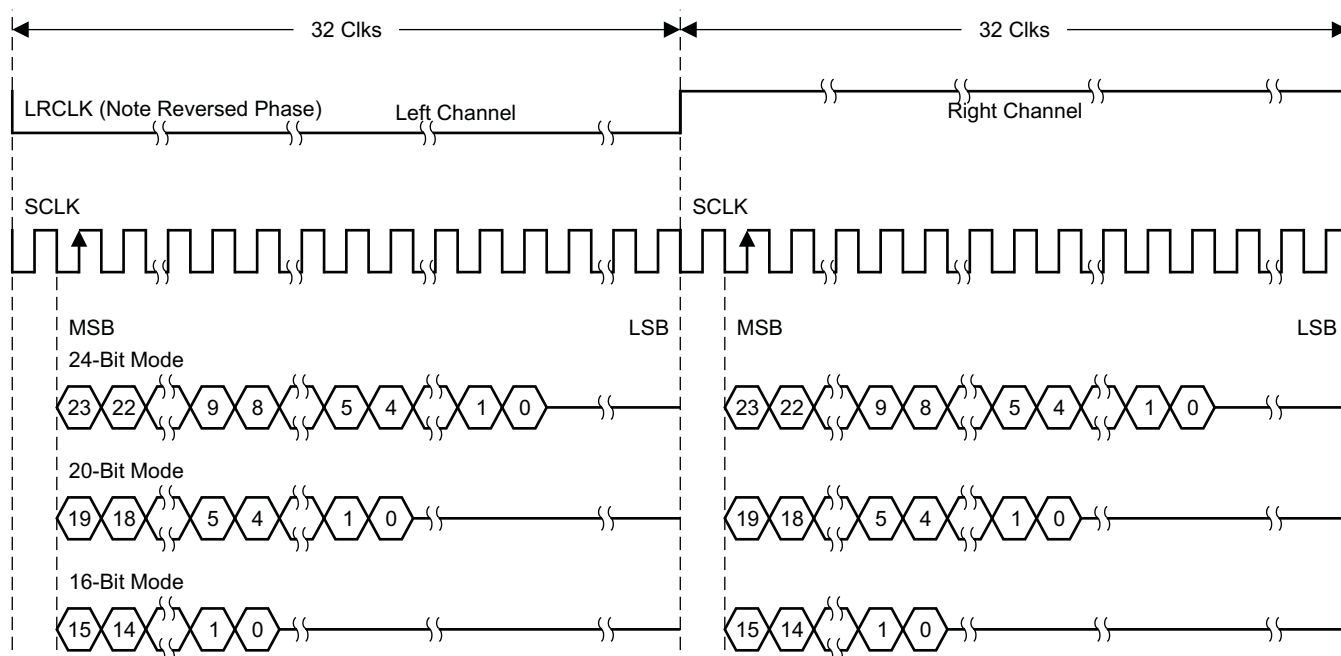 32 Clks 32 Clks
LRCLK (Note Reversed Phase) Left Channel Right Channel
SCLK SCLK
MSB LSB MSB LSB
24-Bit Mode
23 22 9 8 5 4 1 0 23 22 9 8 5 4 1 0
20-Bit Mode
19 18 5 4 1 0 19 18 5 4 1 0
16-Bit Mode
15 14 1 0 15 14 1 0